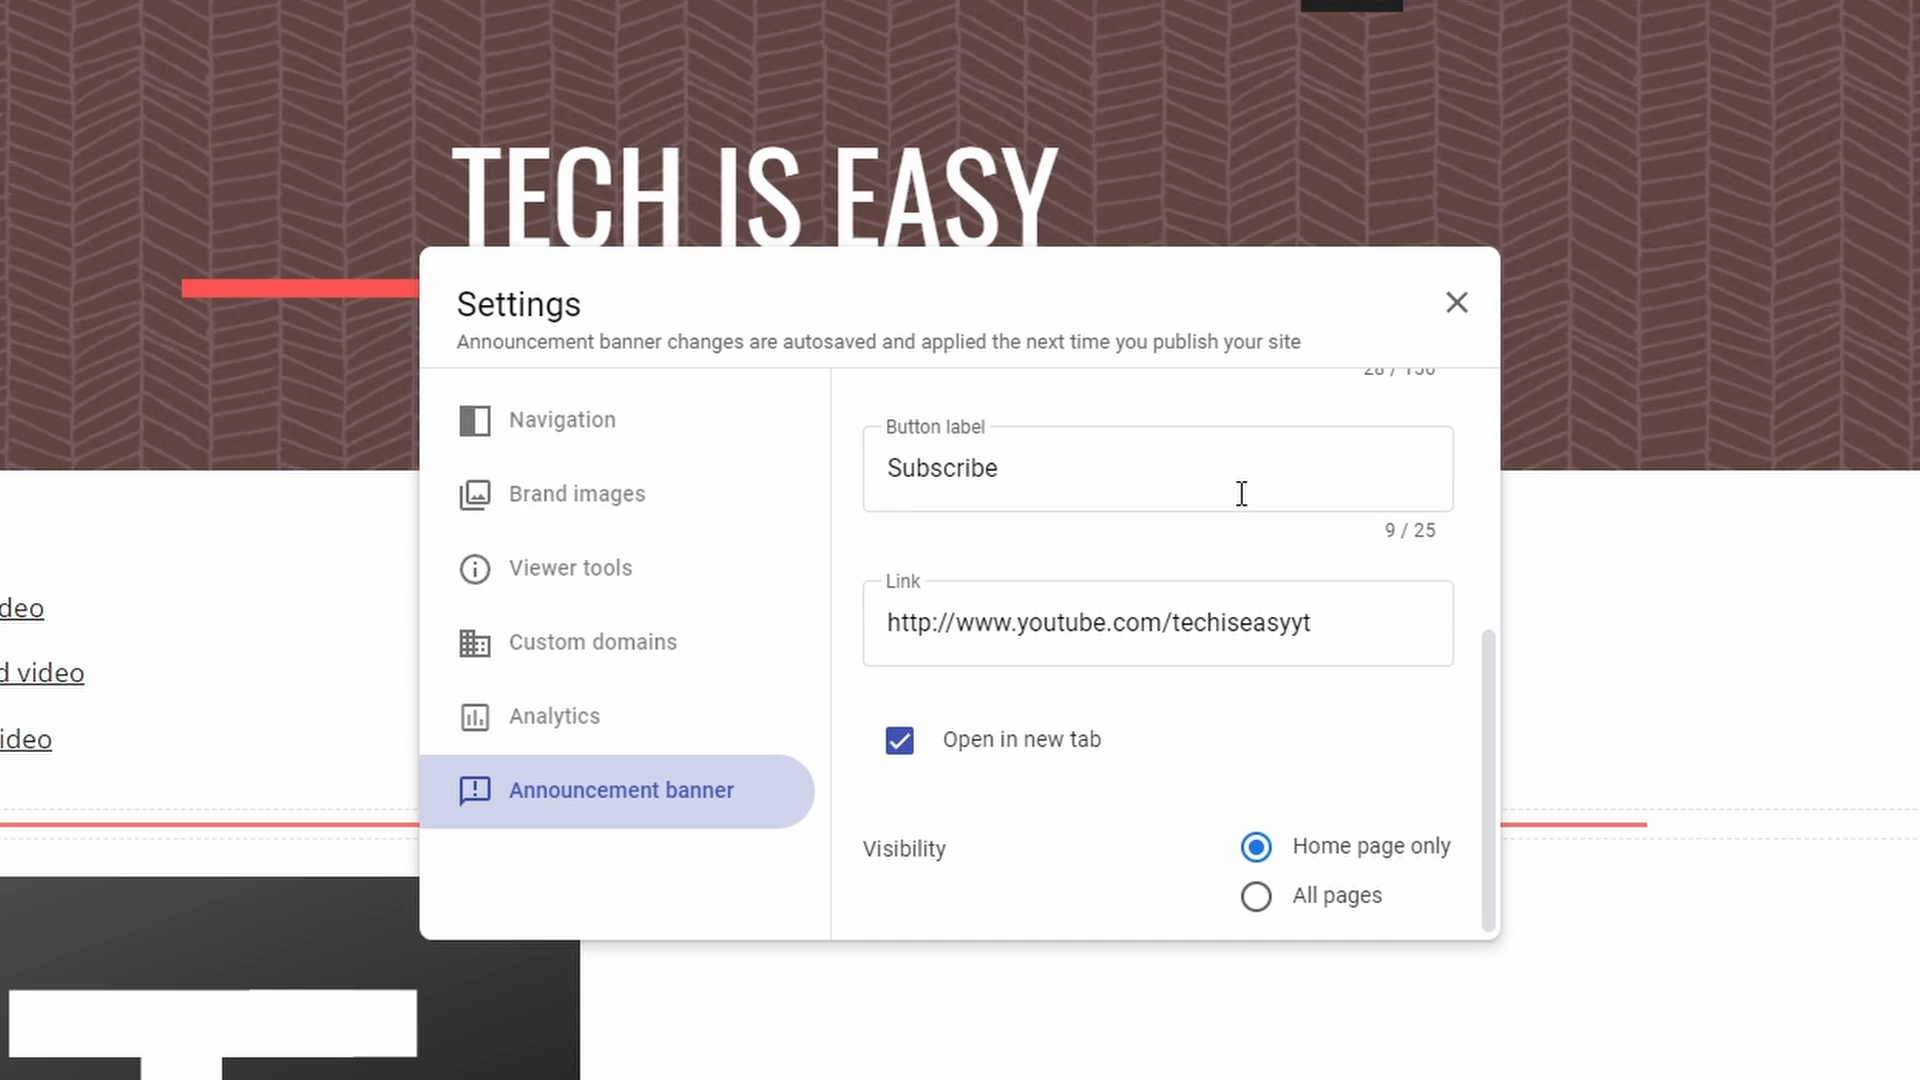 TECH IS EASY
Settings
Announcement banner changes are autosaved and applied the next time you publish your site
Navigation
Brand images
Viewer tools
Custom domains
Analytics
Announcement banner
28 / 150
Button label
Subscribe
9 / 25
Link
http://www.youtube.com/techiseasyyt
Open in new tab
Visibility
Home page only
All pages
video